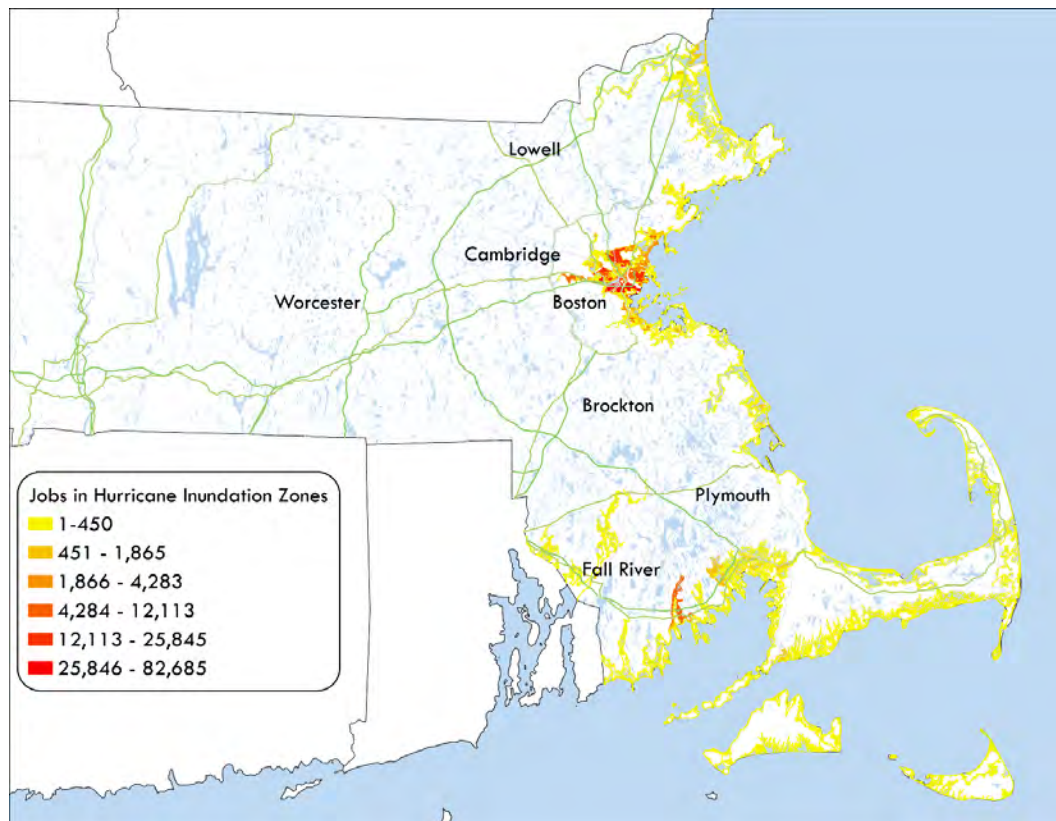 Lowell
Cambridge
Worcester
Boston
Brockton
Plymouth
Fall River
Jobs in Hurricane Inundation Zones
1-450
451 - 1,865
1,866 - 4,283
4,284 - 12,113
12,113 - 25,845
25,846 - 82,685